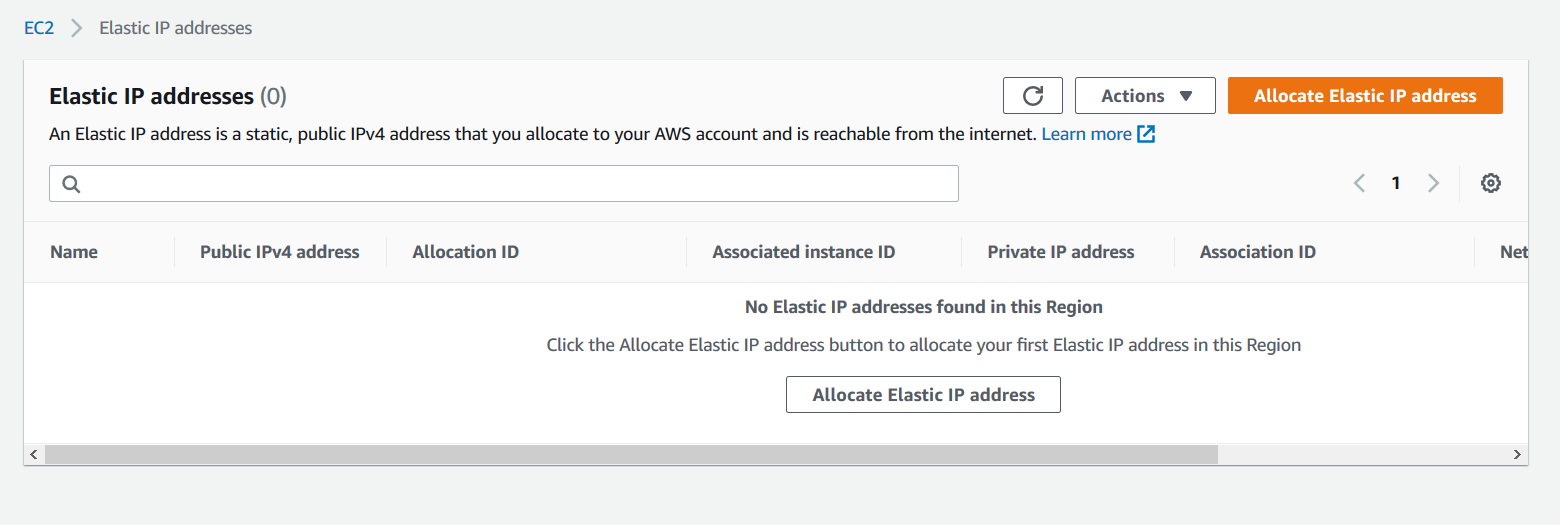 EC2 Elastic IP addresses
Elastic IP addresses (0)
Actions
Allocate Elastic IP address
An Elastic IP address is a static, public IPv4 address that you allocate to your AWS account and is reachable from the internet. Learn more
1
Name Public IPv4 address Allocation ID Associated instance ID Private IP address Association ID Net
No Elastic IP addresses found in this Region
Click the Allocate Elastic IP address button to allocate your first Elastic IP address in this Region
Allocate Elastic IP address